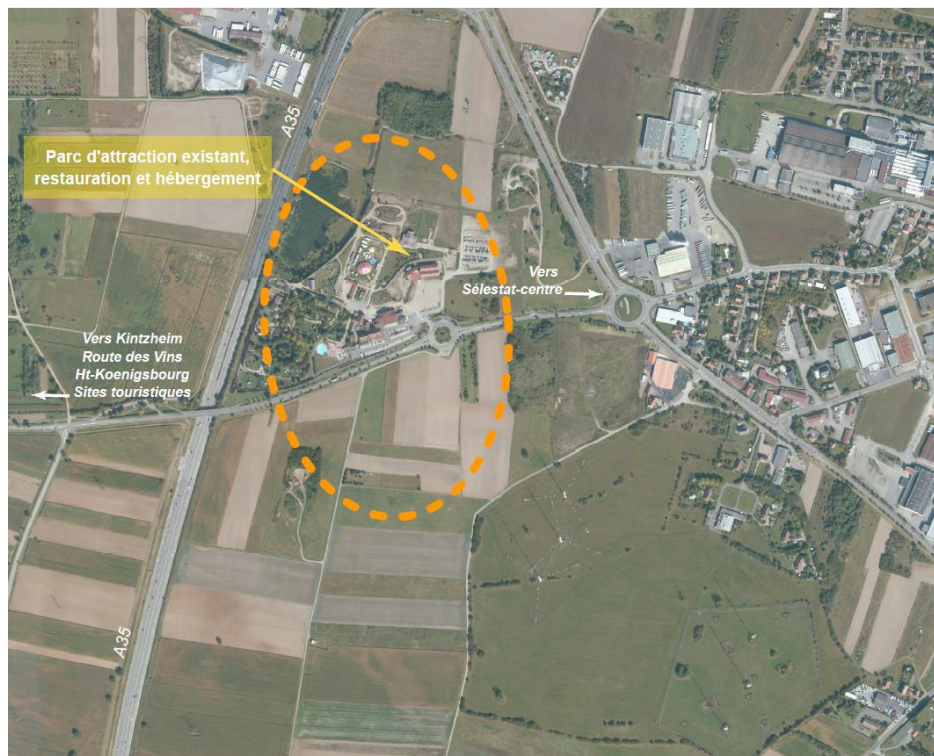 A35
Parc d'attraction existant,
restauration et hébergement
Vers
Sélestat-centre
Vers Kintzheim
Route des Vins
Ht-Koenigsbourg
Sites touristiques
A35